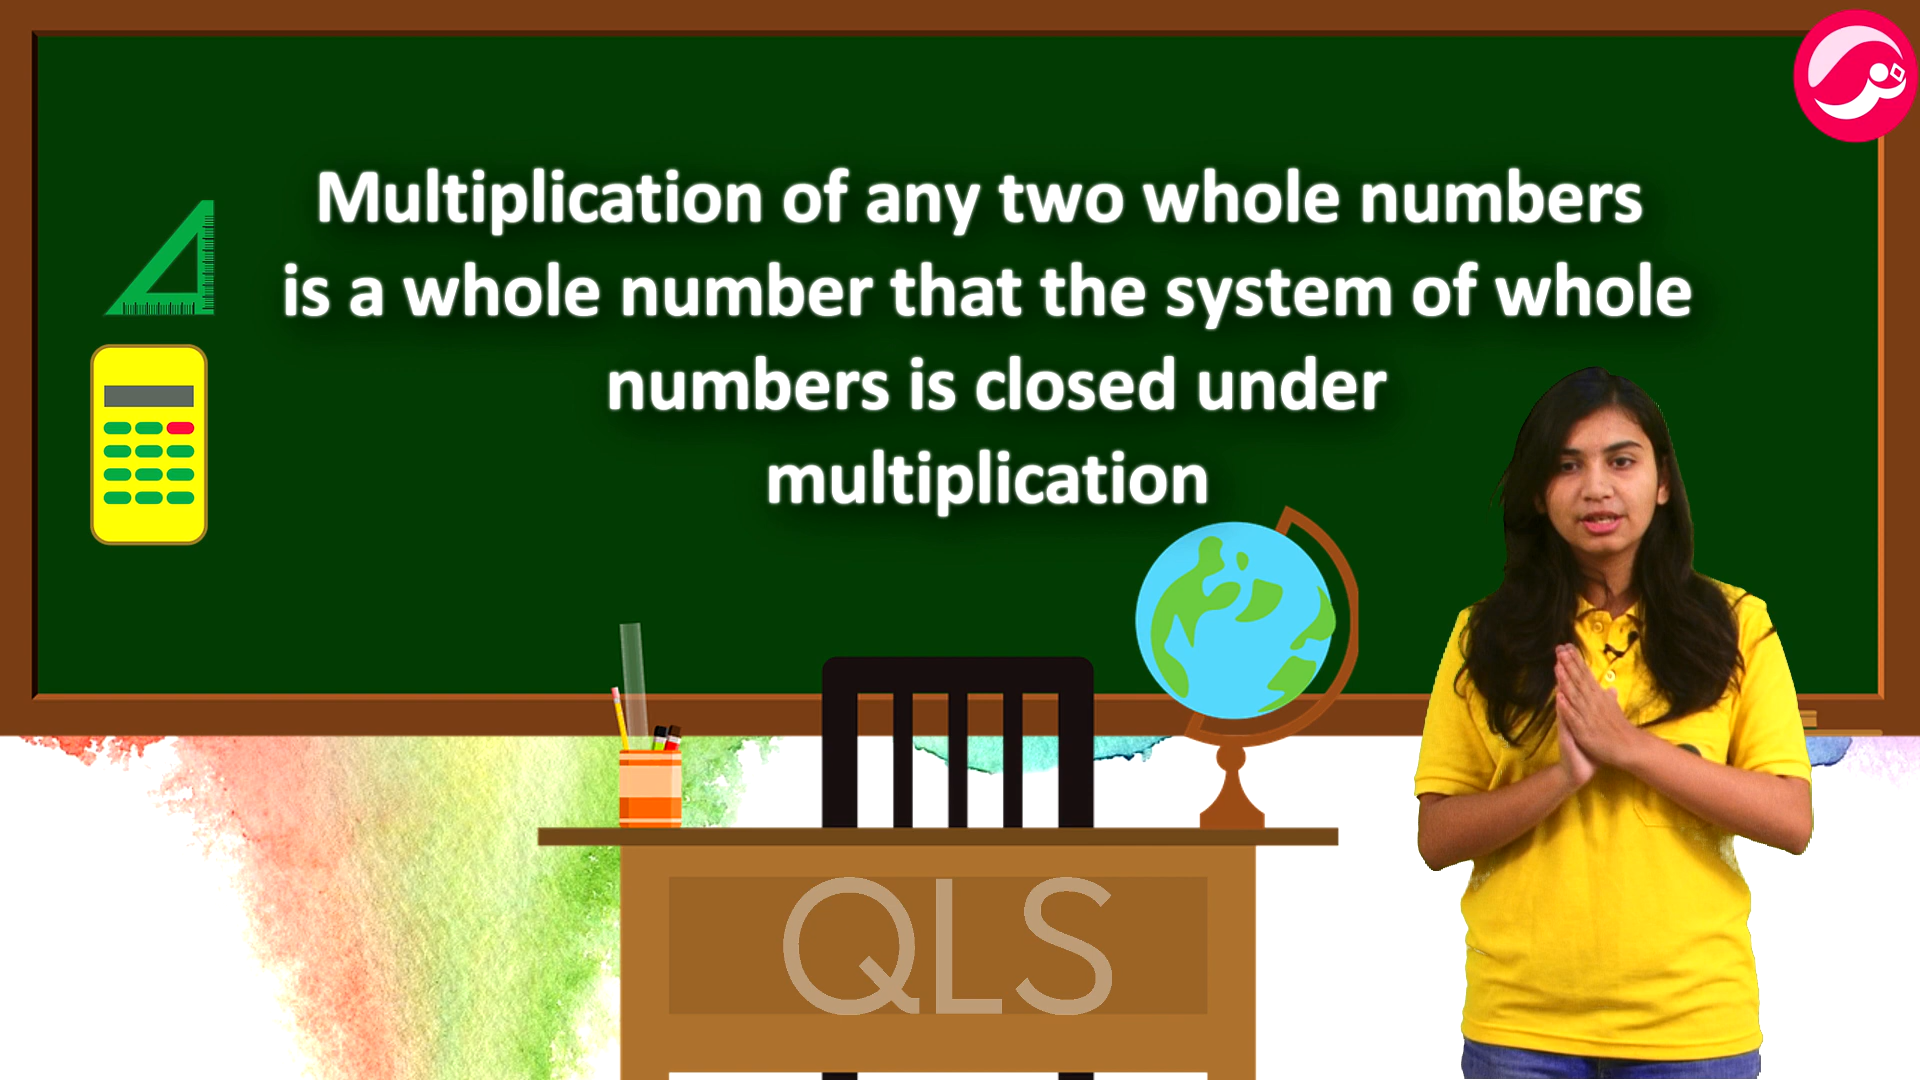 Multiplication of any two whole numbers
is a whole number that the system of whole
numbers is closed under
multiplication
QLS